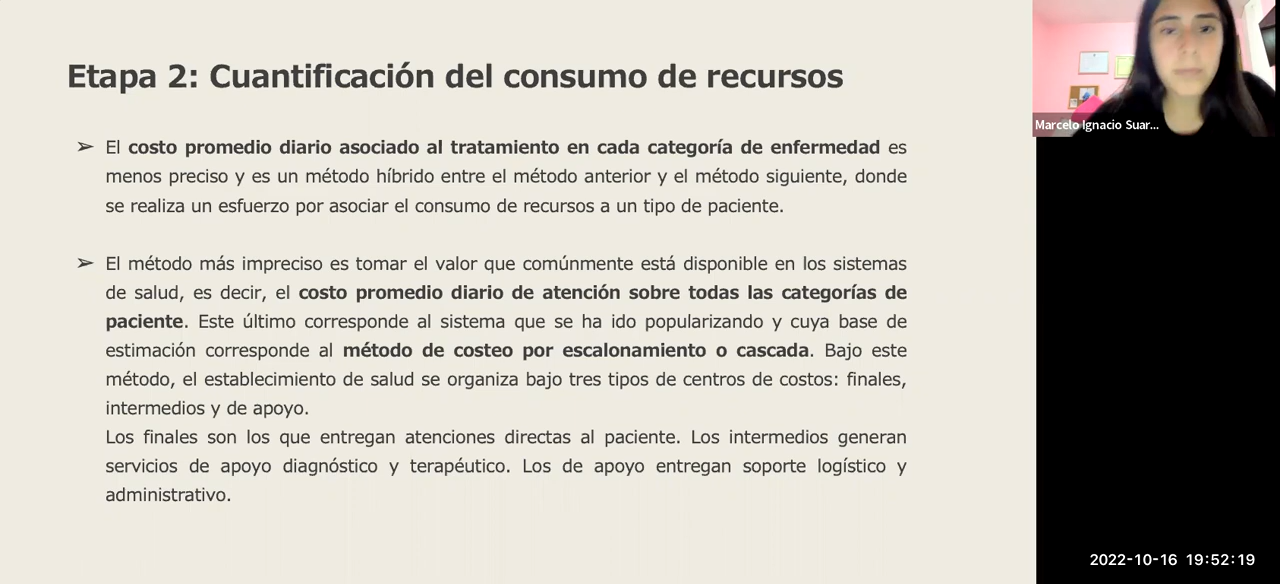 Etapa 2: Cuantificación del consumo de recursos
➢ El costo promedio diario asociado al tratamiento en cada categoría de enfermedad es
menos preciso y es un método híbrido entre el método anterior y el método siguiente, donde
se realiza un esfuerzo por asociar el consumo de recursos a un tipo de paciente.
➢ El método más impreciso es tomar el valor que comúnmente está disponible en los sistemas
de salud, es decir, el costo promedio diario de atención sobre todas las categorías de
paciente. Este último corresponde al sistema que se ha ido popularizando y cuya base de
estimación corresponde al método de costeo por escalonamiento o cascada. Bajo este
método, el establecimiento de salud se organiza bajo tres tipos de centros de costos: finales,
intermedios y de apoyo.
Los finales son los que entregan atenciones directas al paciente. Los intermedios generan
servicios de apoyo diagnóstico y terapéutico. Los de apoyo entregan soporte logístico y
administrativo.
Marcelo Ignacio Suar...
2022-10-16 19:52:19